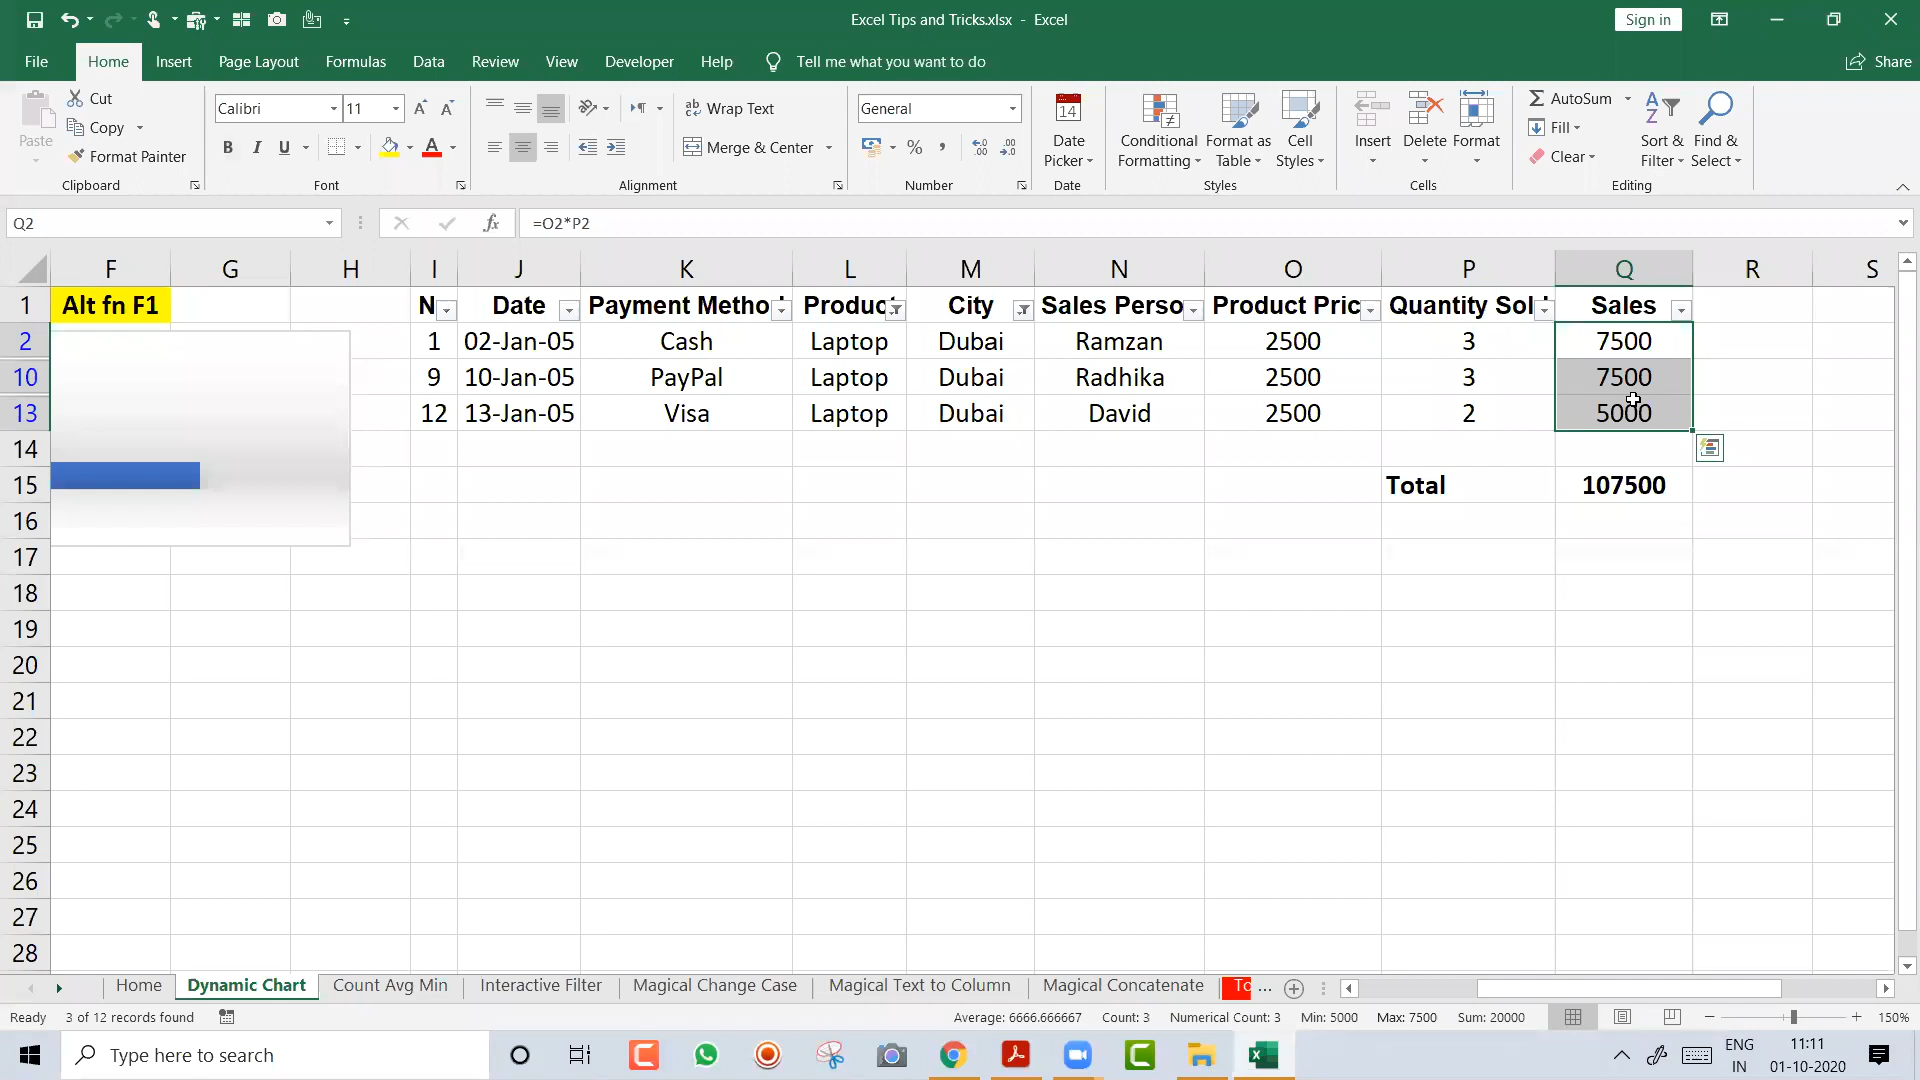 Excel Tips and Tricks.xlsx - Excel
Sign in
File Home Insert Page Layout Formulas Data Review View Developer Help Tell me what you want to do Share
Paste
Cut
Copy
Format Painter
Clipboard
Calibri 11
B I U
Font
Wrap Text
Merge & Center
Alignment
General
Number
14
Date Picker
Date
Conditional Formatting
Format as Table
Cell Styles
Styles
Insert Delete Format
Cells
AutoSum
Fill
Clear
Sort & Filter
Find & Select
Editing
Q2 fx =O2*P2
F G H I J K L M N O P Q R S
1 Alt fn F1 N Date Payment Method Product City Sales Perso Product Pric Quantity Sol Sales
2 1 02-Jan-05 Cash Laptop Dubai Ramzan 2500 3 7500
10 9 10-Jan-05 PayPal Laptop Dubai Radhika 2500 3 7500
13 12 13-Jan-05 Visa Laptop Dubai David 2500 2 5000
14
15 Total 107500
16
17
18
19
20
21
22
23
24
25
26
27
28
Home Dynamic Chart Count Avg Min Interactive Filter Magical Change Case Magical Text to Column Magical Concatenate To ...
Ready 3 of 12 records found Average: 6666.666667 Count: 3 Numerical Count: 3 Min: 5000 Max: 7500 Sum: 20000 150%
Type here to search
ENG
IN
11:11
01-10-2020